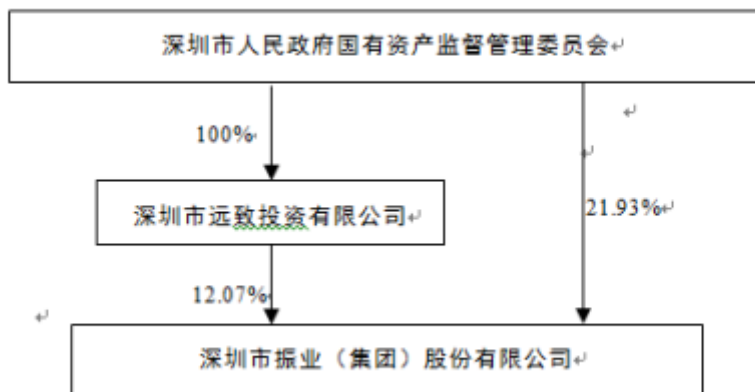 深圳市人民政府国有资产监督管理委员会
100%
深圳市远致投资有限公司
21.93%
12.07%
深圳市振业（集团）股份有限公司